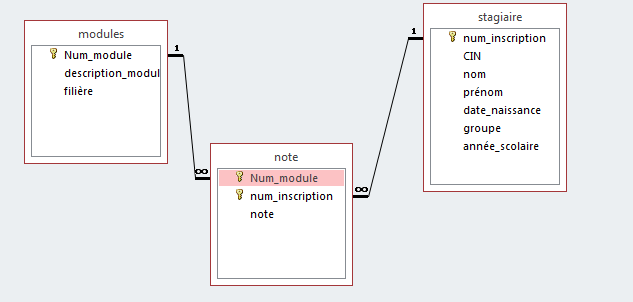 modules
Num_module
description_modul
filière
stagiaire
num_inscription
CIN
nom
prénom
date_naissance
groupe
année_scolaire
note
Num_module
num_inscription
note
1
∞
1
∞